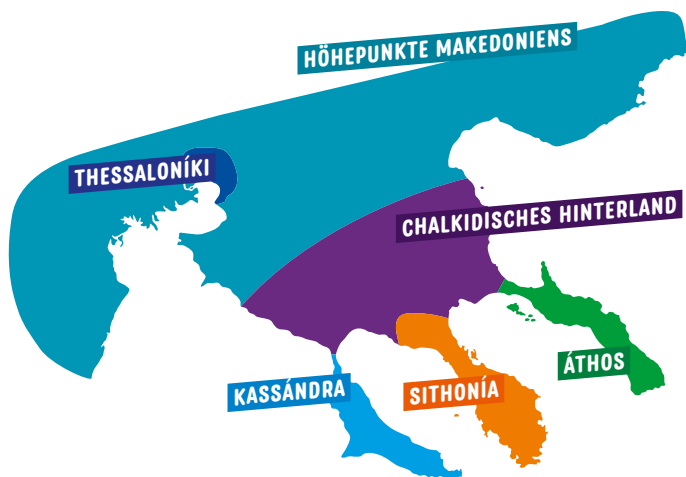 HÖHEPUNKTE MAKEDONIENS
THESSALONÍKI
CHALKIDISCHES HINTERLAND
ÁTHOS
KASSÁNDRA
SITHONÍA